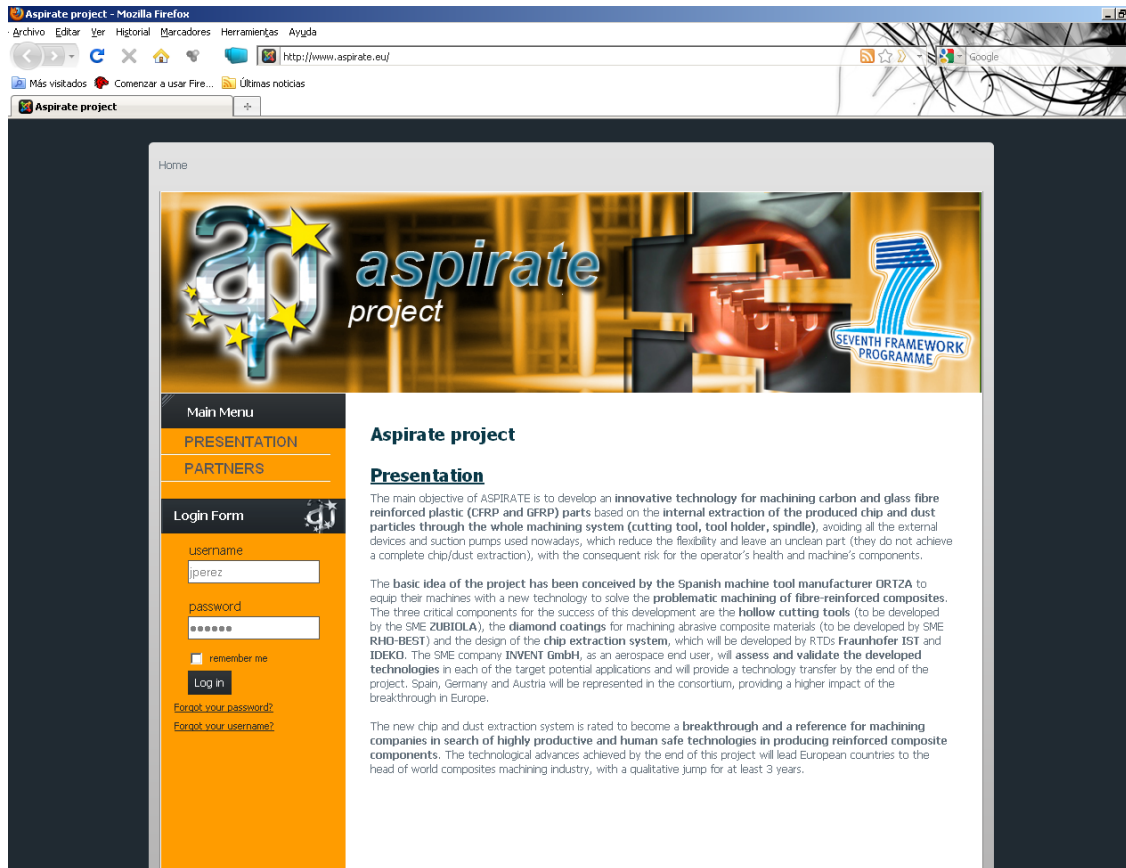 Aspirate project - Mozilla Firefox
Archivo Editar Ver Historial Marcadores Herramientas Ayuda
http://www.aspirate.eu/
Google
Más visitados Comenzar a usar Fire... Últimas noticias
Aspirate project
Home
ap
aspirate
project
7
SEVENTH FRAMEWORK
PROGRAMME
Main Menu
PRESENTATION
PARTNERS
Login Form
username
jperez
password
●●●●●●
remember me
Log in
Forgot your password?
Forgot your username?
Aspirate project
Presentation
The main objective of ASPIRATE is to develop an innovative technology for machining carbon and glass fibre
reinforced plastic (CFRP and GFRP) parts based on the internal extraction of the produced chip and dust
particles through the whole machining system (cutting tool, tool holder, spindle), avoiding all the external
devices and suction pumps used nowadays, which reduce the flexibility and leave an unclean part (they do not achieve
a complete chip/dust extraction), with the consequent risk for the operator's health and machine's components.
The basic idea of the project has been conceived by the Spanish machine tool manufacturer ORTZA to
equip their machines with a new technology to solve the problematic machining of fibre-reinforced composites.
The three critical components for the success of this development are the hollow cutting tools (to be developed
by the SME ZUBIOLA), the diamond coatings for machining abrasive composite materials (to be developed by SME
RHO-BEST) and the design of the chip extraction system, which will be developed by RTDs Fraunhofer IST and
IDEKO. The SME company INVENT GmbH, as an aerospace end user, will assess and validate the developed
technologies in each of the target potential applications and will provide a technology transfer by the end of the
project. Spain, Germany and Austria will be represented in the consortium, providing a higher impact of the
breakthrough in Europe.
The new chip and dust extraction system is rated to become a breakthrough and a reference for machining
companies in search of highly productive and human safe technologies in producing reinforced composite
components. The technological advances achieved by the end of this project will lead European countries to the
head of world composites machining industry, with a qualitative jump for at least 3 years.